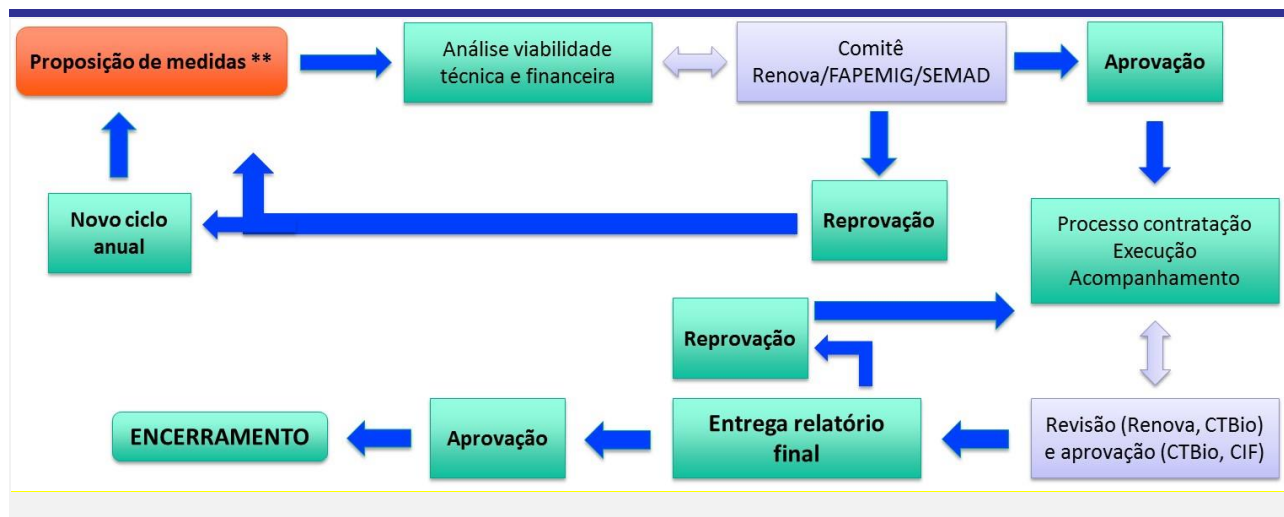 Proposição de medidas **
Análise viabilidade
técnica e financeira
Comitê
Renova/FAPEMIG/SEMAD
Aprovação
Novo ciclo
anual
Reprovação
Processo contratação
Execução
Acompanhamento
Reprovação
ENCERRAMENTO
Aprovação
Entrega relatório
final
Revisão (Renova, CTBio)
e aprovação (CTBio, CIF)